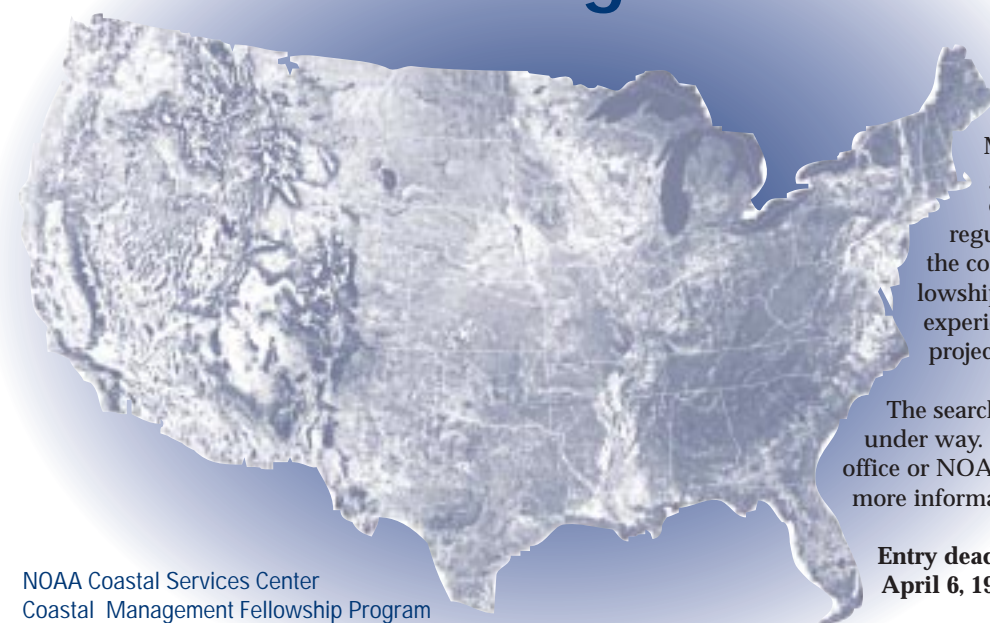 g
M
regu
the co
lowship
experi
projec
The search
under way.
office or NOA
more informa
Entry dead
April 6, 19
NOAA Coastal Services Center
Coastal Management Fellowship Program